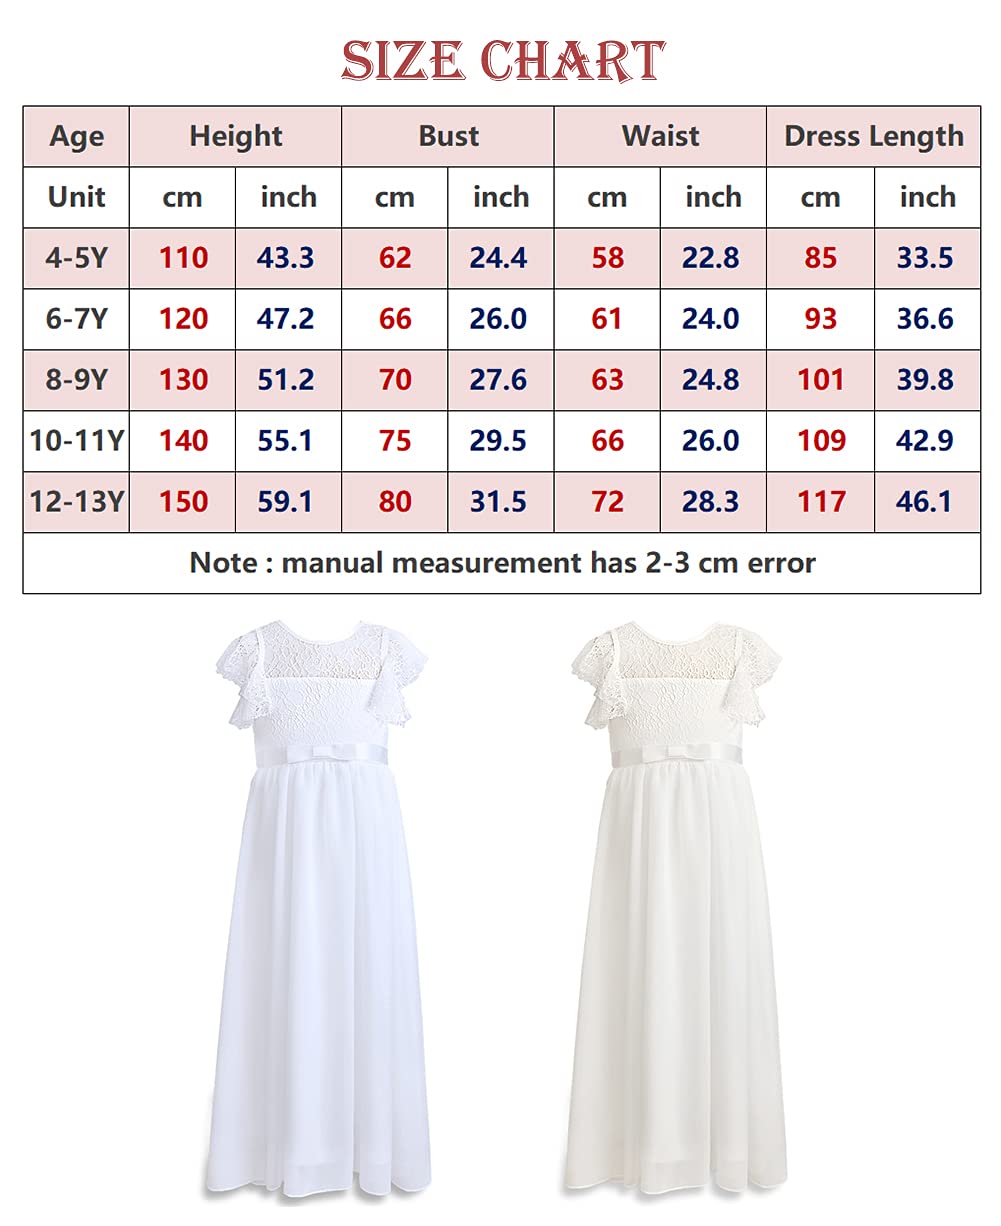 SIZE CHART
Age Height Bust Waist Dress Length
Unit cm inch cm inch cm inch cm inch
4-5Y 110 43.3 62 24.4 58 22.8 85 33.5
6-7Y 120 47.2 66 26.0 61 24.0 93 36.6
8-9Y 130 51.2 70 27.6 63 24.8 101 39.8
10-11Y 140 55.1 75 29.5 66 26.0 109 42.9
12-13Y 150 59.1 80 31.5 72 28.3 117 46.1
Note : manual measurement has 2-3 cm error